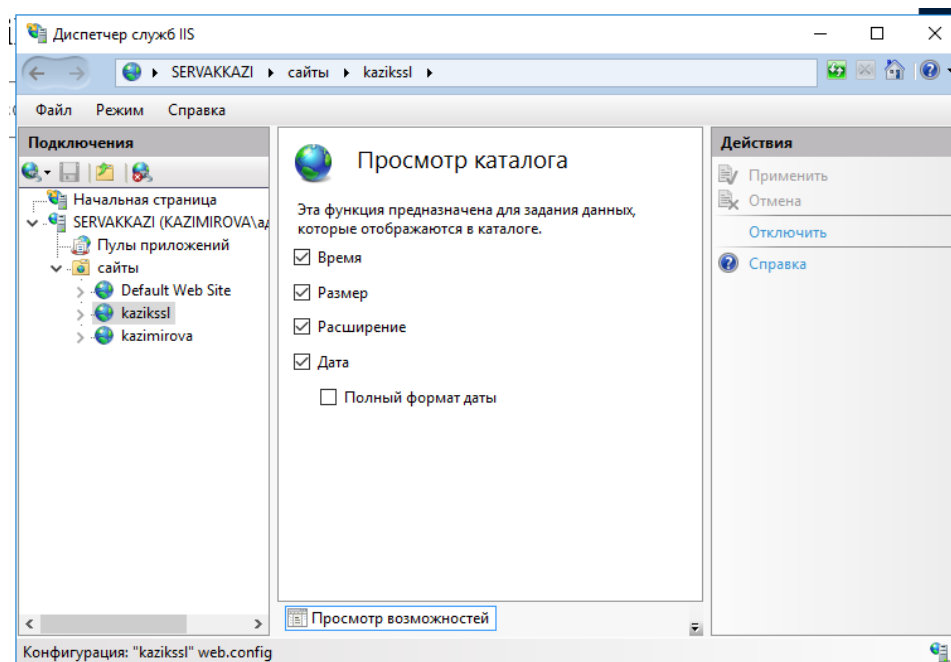 Диспетчер служб IIS
SERVAKKAZI сайты kazikssl
Файл Режим Справка
Подключения
Начальная страница
SERVAKKAZI (KAZIMIROVA\ад
Пулы приложений
сайты
Default Web Site
kazikssl
kazimirova
Просмотр каталога
Эта функция предназначена для задания данных,
которые отображаются в каталоге.
Время
Размер
Расширение
Дата
Полный формат даты
Просмотр возможностей
Действия
Применить
Отмена
Отключить
Справка
Конфигурация: "kazikssl" web.config